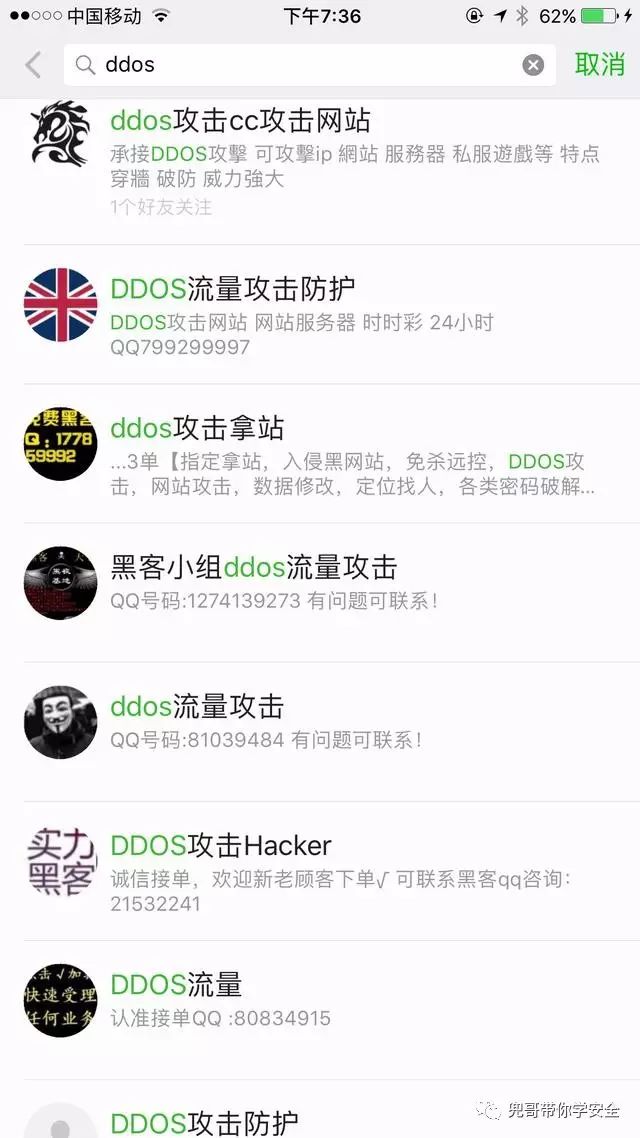 中国移动 下午7:36 62%
ddos 取消
ddos攻击cc攻击网站
承接DDOS攻擊 可攻擊ip 網站 服務器 私服遊戲等 特点
穿牆 破防 威力強大
1个好友关注
DDOS流量攻击防护
DDOS攻击网站 网站服务器 时时彩 24小时
QQ799299997
免费黑客
Q：1778
59992
ddos攻击拿站
...3单【指定拿站，入侵黑网站，免杀远控，DDOS攻
击，网站攻击，数据修改，定位找人，各类密码破解...
黑客小组ddos流量攻击
QQ号码:1274139273 有问题可联系！
ddos流量攻击
QQ号码:81039484 有问题可联系！
实力
黑客
DDOS攻击Hacker
诚信接单，欢迎新老顾客下单√ 可联系黑客qq咨询：
21532241
快速受理
任何业务
DDOS流量
认准接单QQ :80834915
DDOS攻击防护
兜哥带你学安全